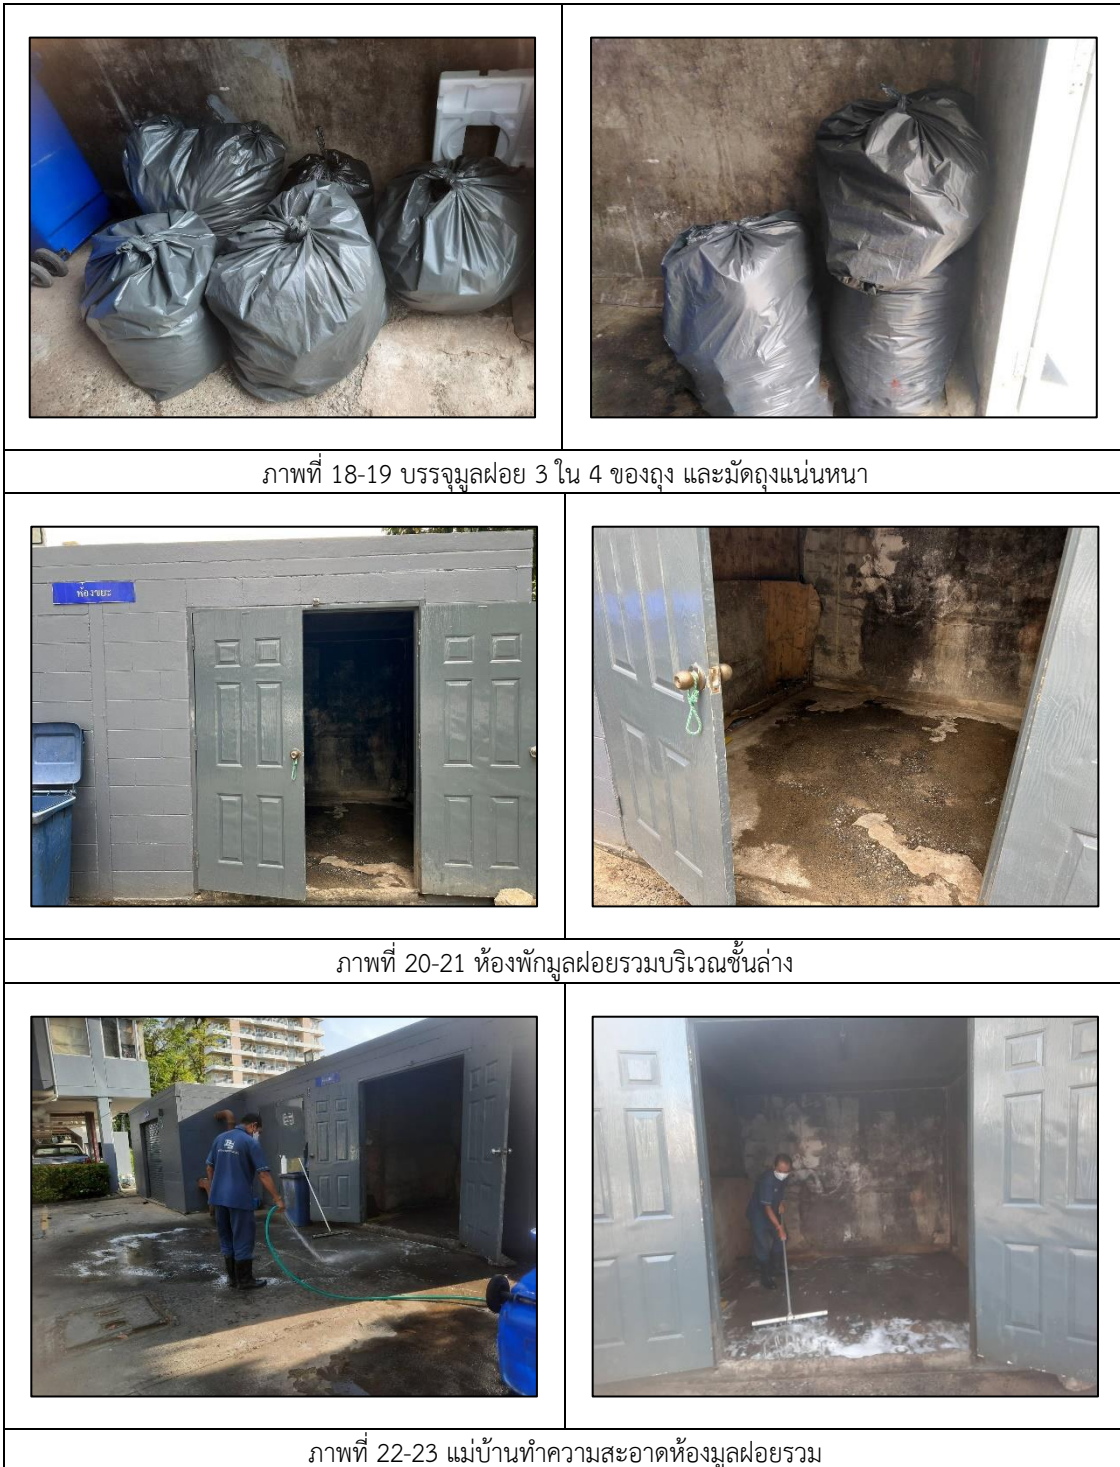 ภาพที่ 18-19 บรรจุมูลฝอย 3 ใน 4 ของถุง และมัดถุงแน่นหนา
ห้องขยะ
ภาพที่ 20-21 ห้องพักมูลฝอยรวมบริเวณชั้นล่าง
ภาพที่ 22-23 แม่บ้านทำความสะอาดห้องมูลฝอยรวม